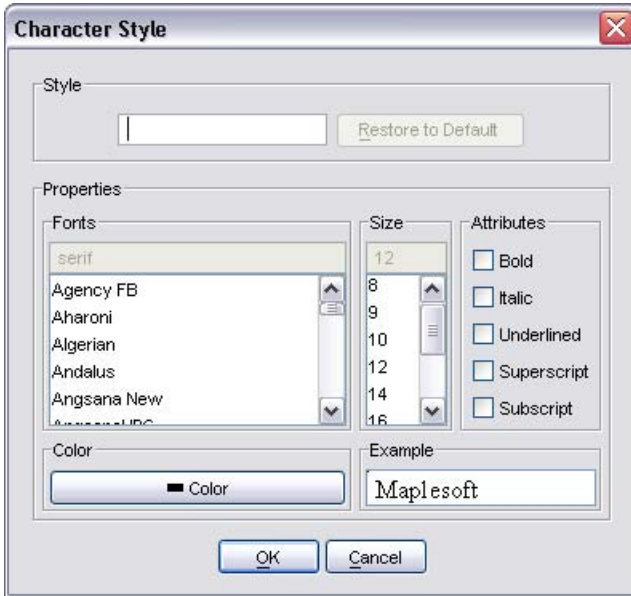 Character Style
Style
Restore to Default
Properties
Fonts
serif
Agency FB
Aharoni
Algerian
Andalus
Angsana New
Size
12
8
9
10
12
14
16
Attributes
Bold
Italic
Underlined
Superscript
Subscript
Color
Color
Example
Maplesoft
OK
Cancel